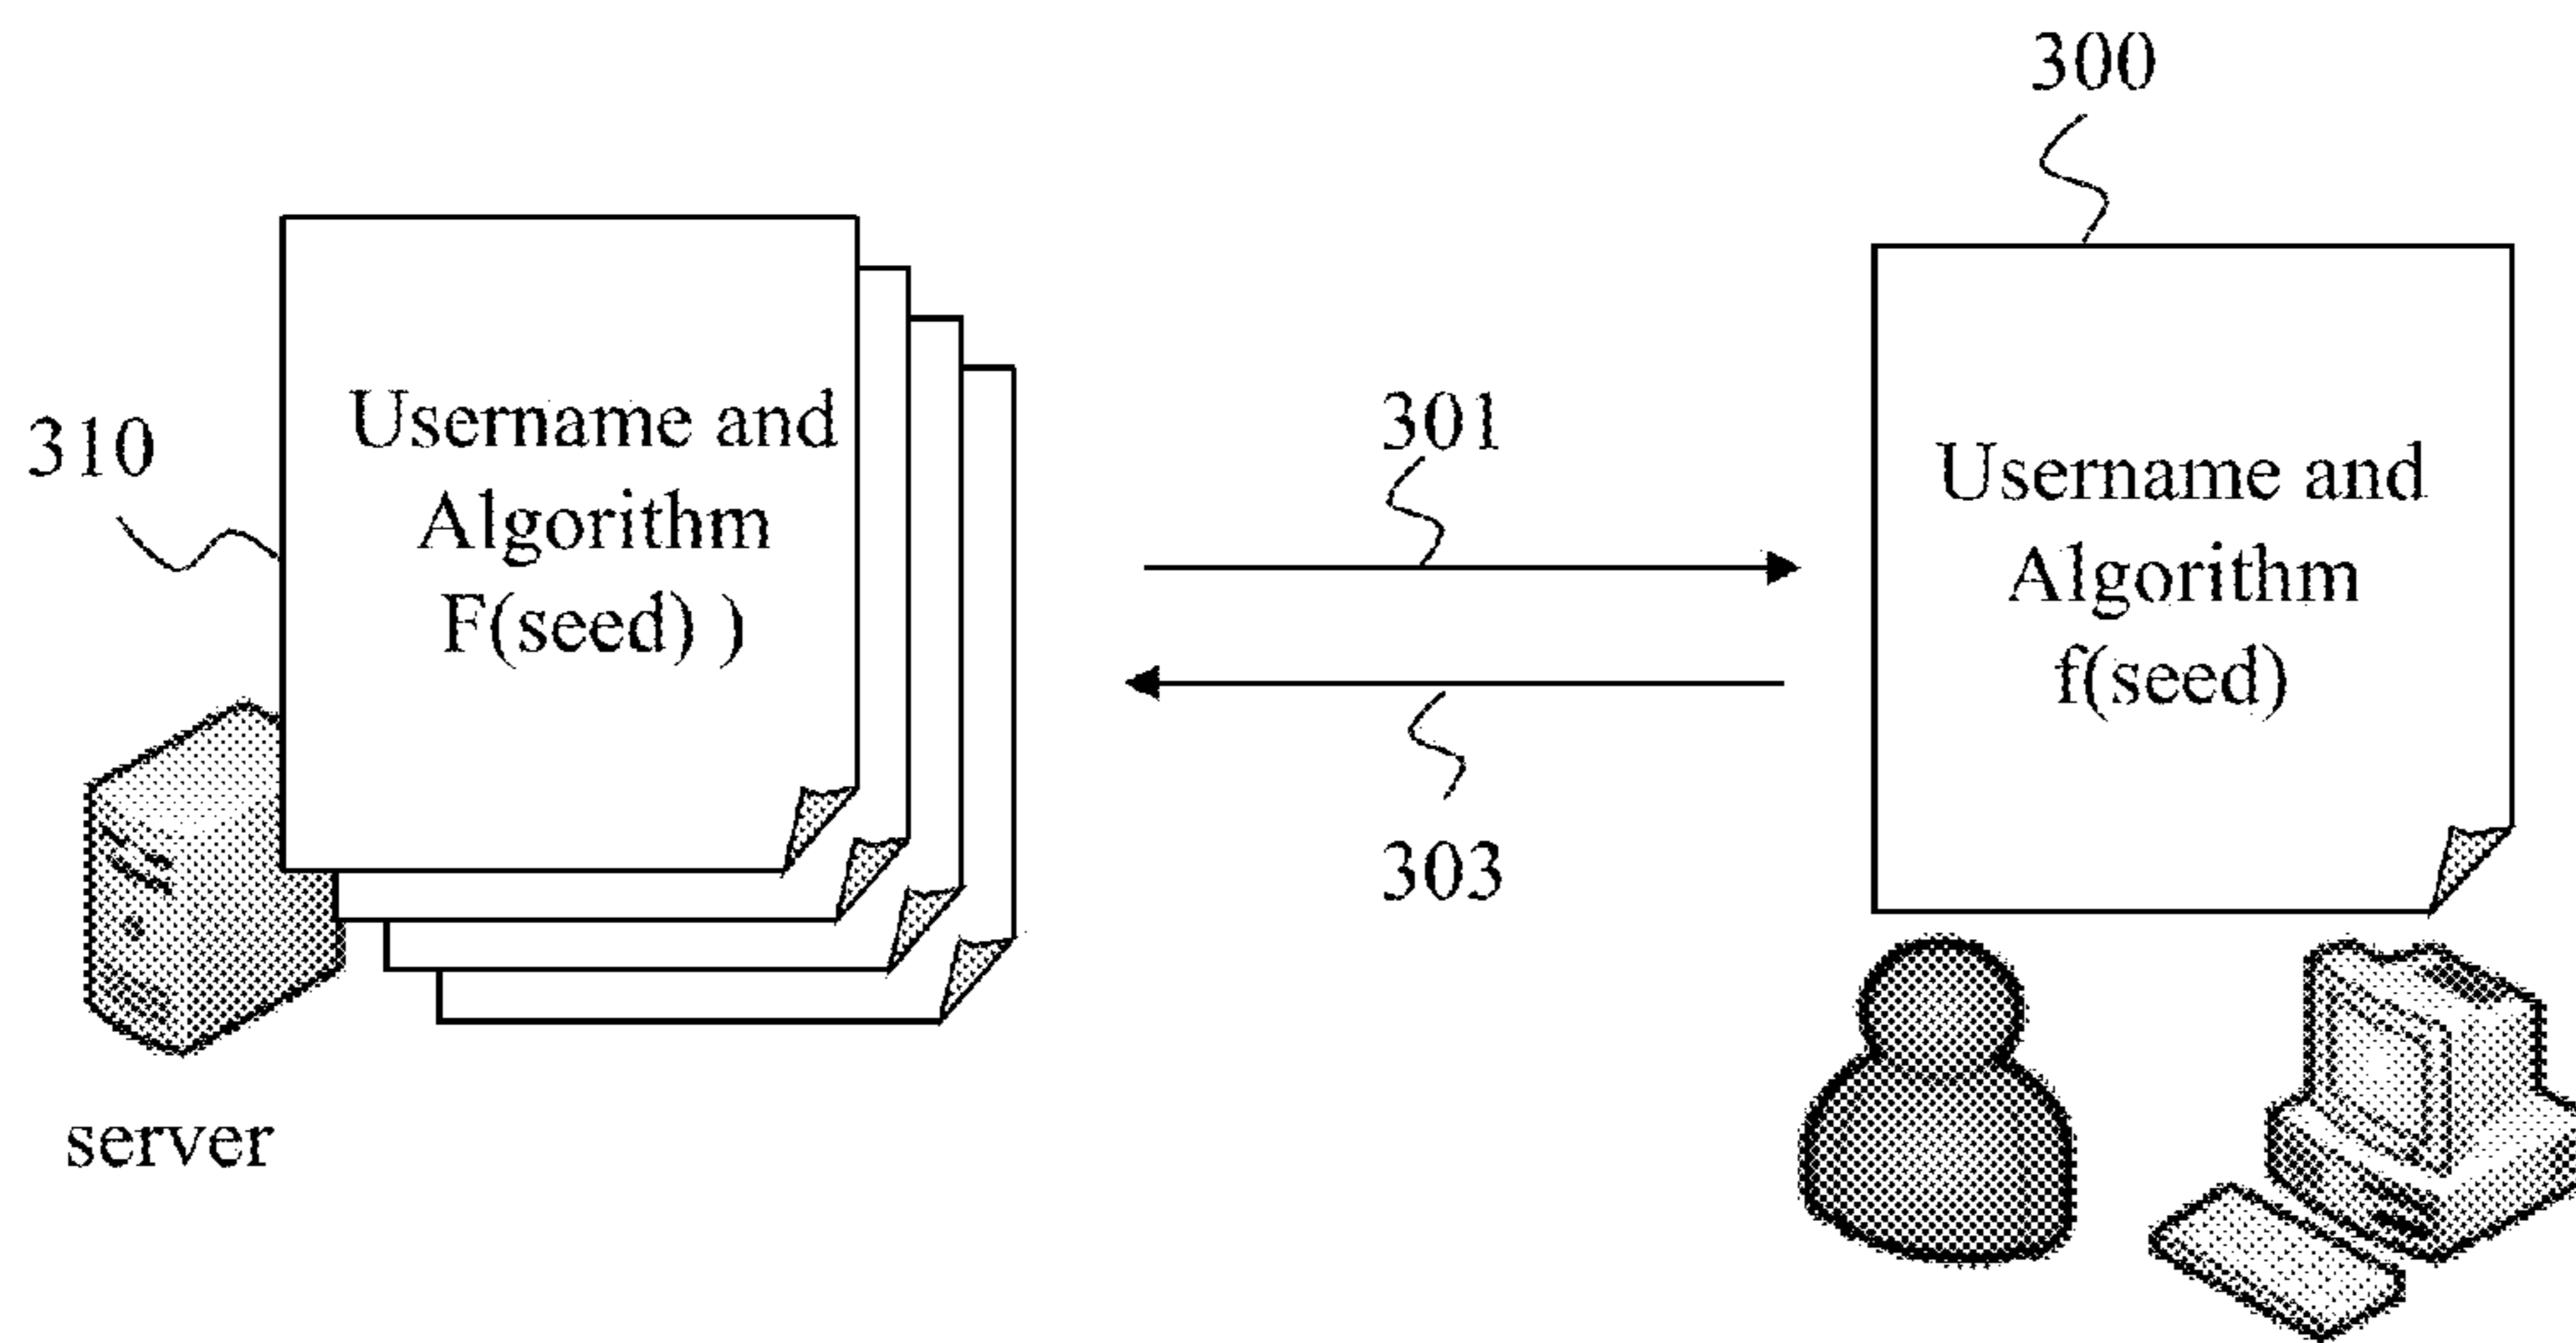 300
310
Username and
Algorithm
F(seed) )
301
303
Username and
Algorithm
f(seed)
server